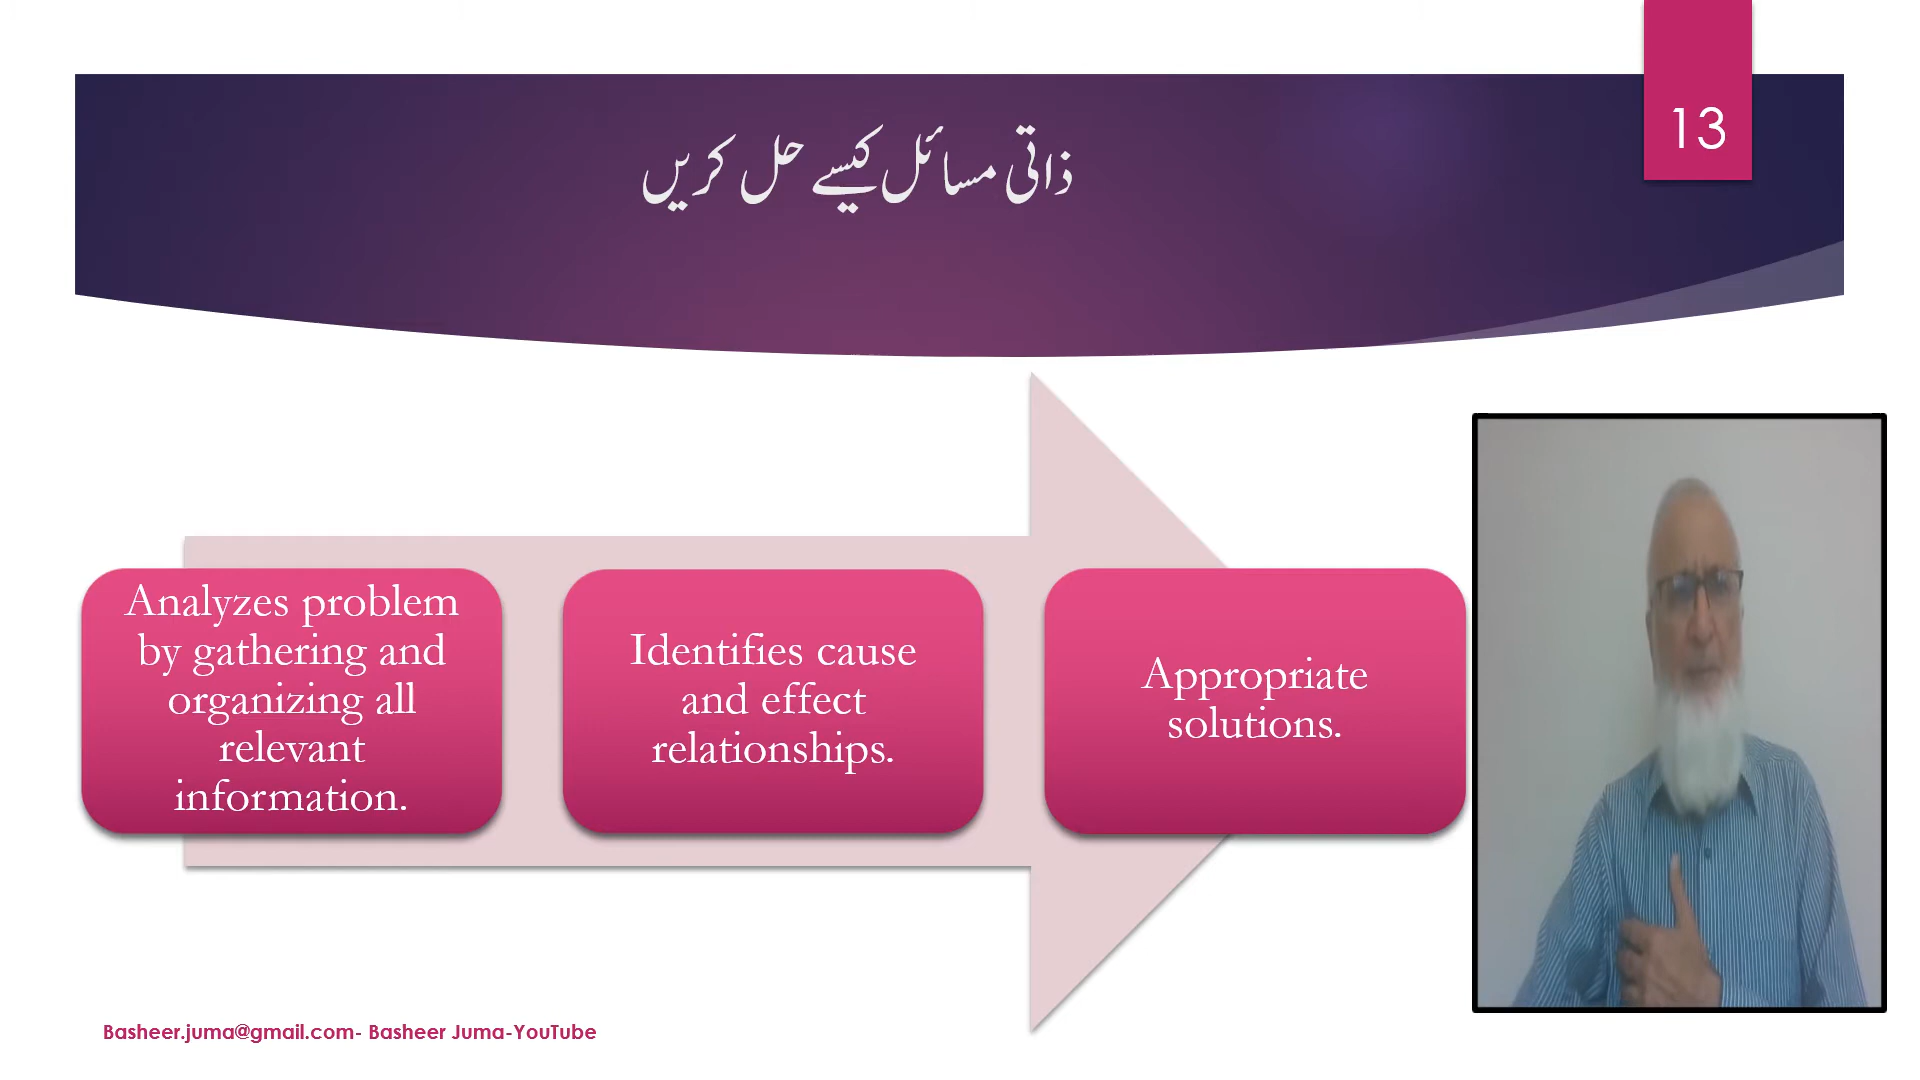 13
ذاتی مسائل کیسے حل کریں
Analyzes problem
by gathering and
organizing all
relevant
information.
Identifies cause
and effect
relationships.
Appropriate
solutions.
Basheer.juma@gmail.com- Basheer Juma-YouTube